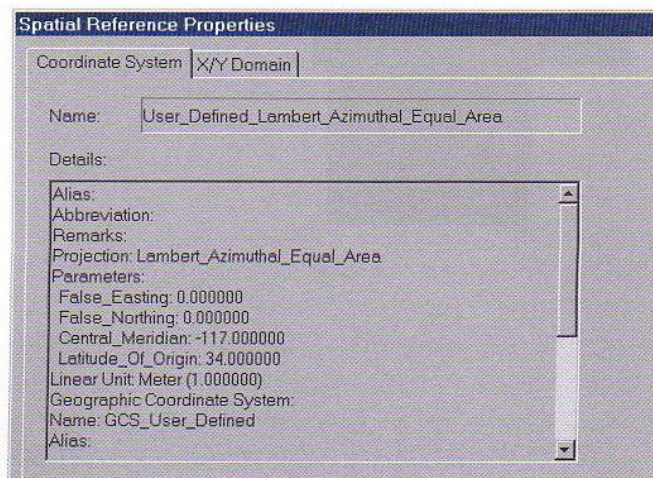 Spatial Reference Properties
Coordinate System X/Y Domain
Name: User_Defined_Lambert_Azimuthal_Equal_Area
Details:
Alias:
Abbreviation:
Remarks:
Projection: Lambert_Azimuthal_Equal_Area
Parameters:
False_Easting: 0.000000
False_Northing: 0.000000
Central_Meridian: -117.000000
Latitude_Of_Origin: 34.000000
Linear Unit: Meter (1.000000)
Geographic Coordinate System:
Name: GCS_User_Defined
Alias: